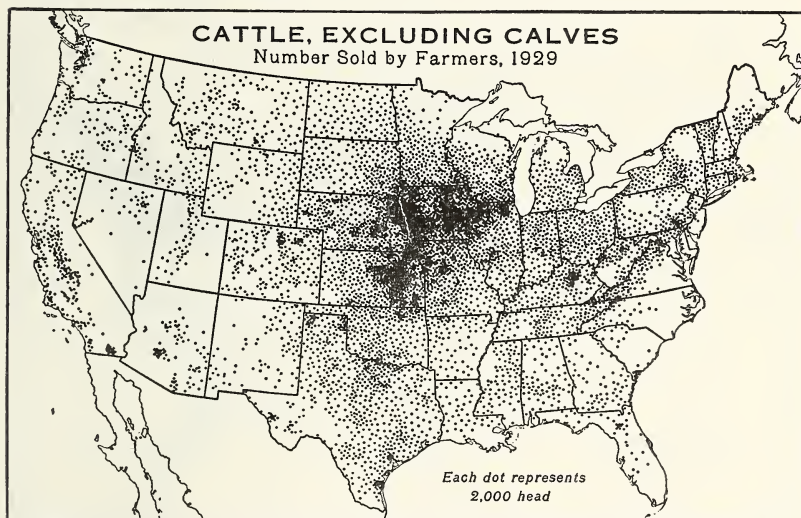 CATTLE, EXCLUDING CALVES
Number Sold by Farmers, 1929
Each dot represents
2,000 head